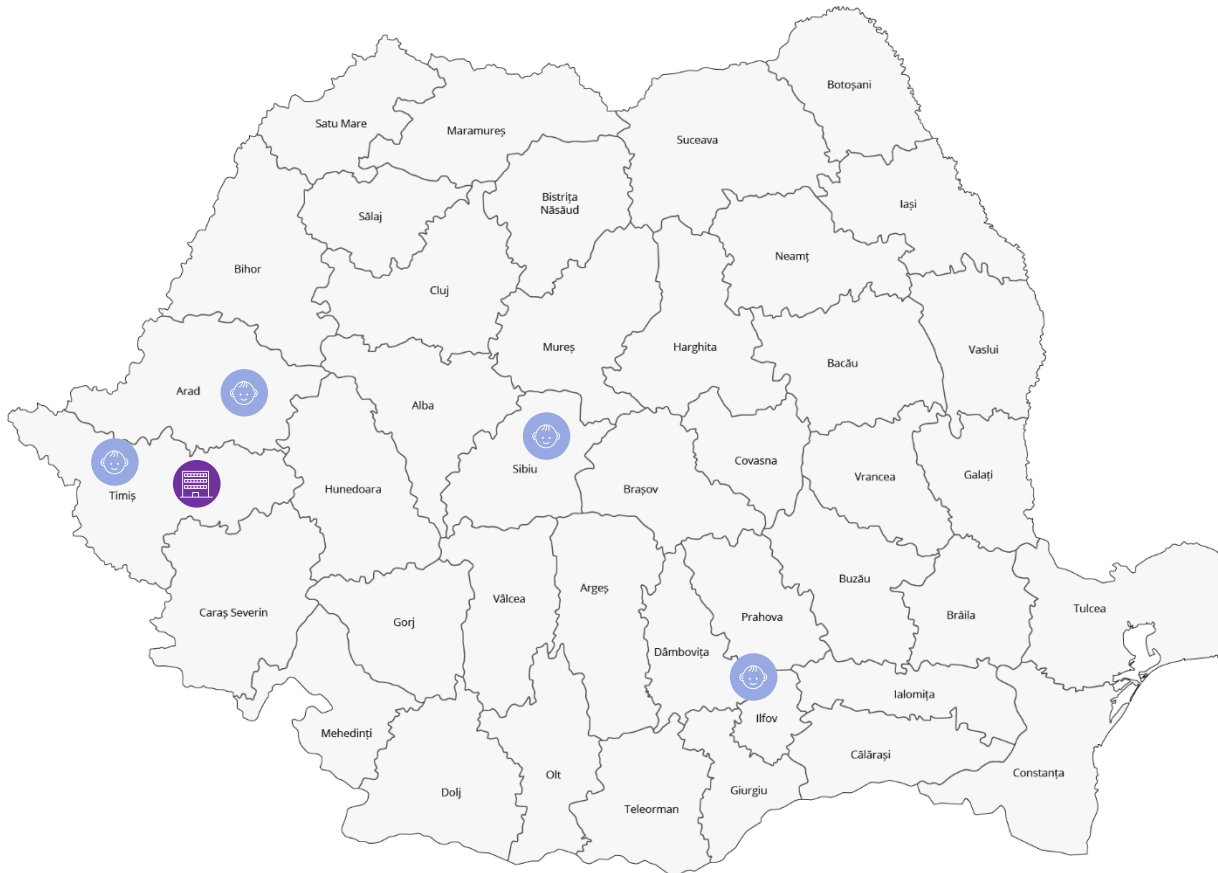 Botoșani
Satu Mare
Maramureș
Suceava
Bistrița
Năsăud
Iași
Sălaj
Neamț
Bihor
Cluj
Mureș
Harghita
Vaslui
Bacău
Arad
Alba
Covasna
Sibiu
Galați
Vrancea
Brașov
Hunedoara
Timiș
Buzău
Argeș
Vâlcea
Tulcea
Caraș Severin
Brăila
Prahova
Gorj
Dâmbovița
Ialomița
Ilfov
Mehedinți
Călărași
Constanța
Olt
Giurgiu
Dolj
Teleorman